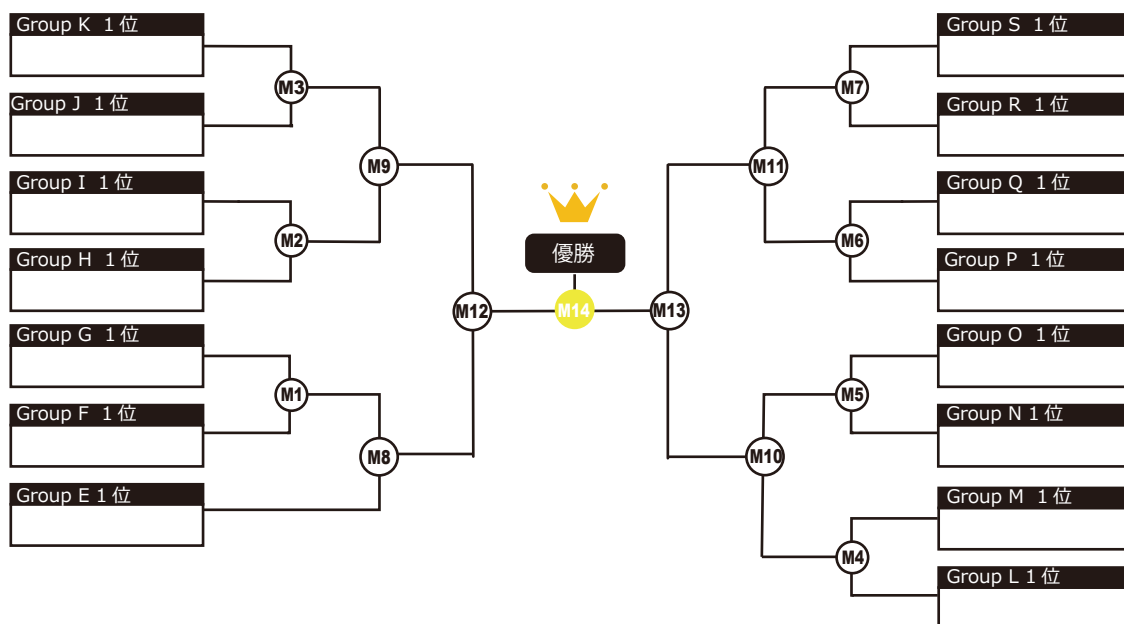 Group K 1位
M3
Group J 1位
M9
Group I 1位
M2
Group H 1位
M12
Group G 1位
M1
Group F 1位
M8
Group E 1位
優勝
M14
Group S 1位
M7
Group R 1位
M11
Group Q 1位
M6
Group P 1位
M13
Group O 1位
M5
Group N 1位
M10
Group M 1位
M4
Group L 1位